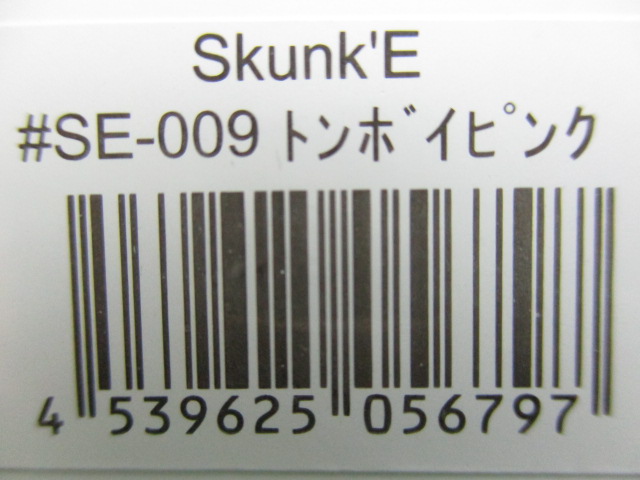 Skunk'E
#SE-009 ﾄﾝﾎﾞｲﾋﾟﾝｸ
4 539625 056797